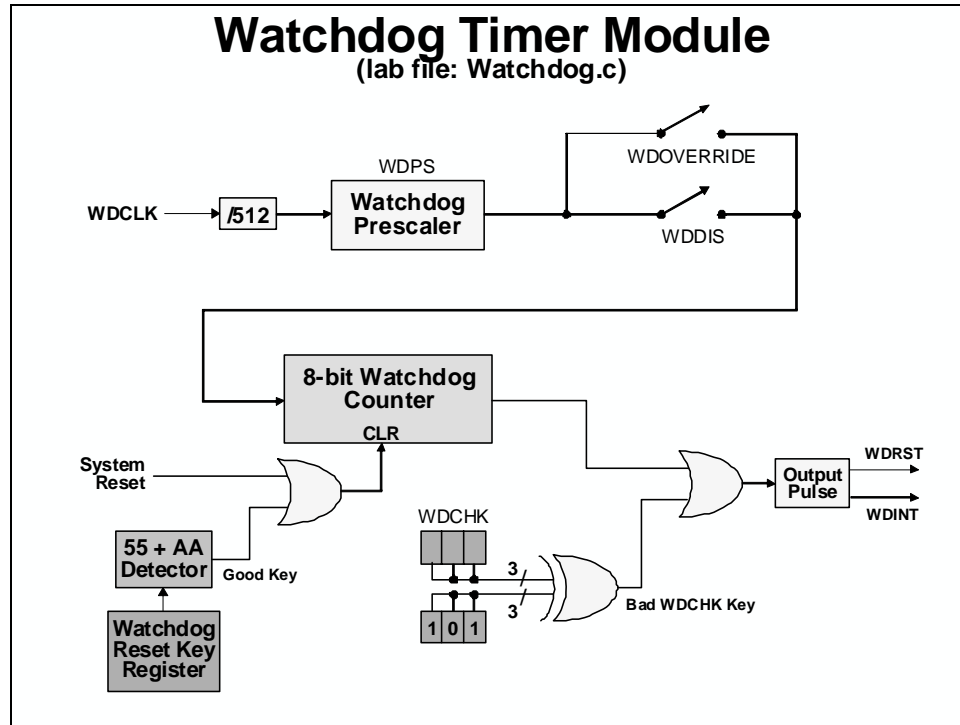 Watchdog Timer Module
(lab file: Watchdog.c)
WDOVERRIDE
WDPS
WDCLK
/512
Watchdog
Prescaler
WDDIS
8-bit Watchdog
Counter
CLR
System
Reset
WDRST
Output
Pulse
WDINT
WDCHK
55 + AA
Detector
Good Key
3
3
Bad WDCHK Key
1 0 1
Watchdog
Reset Key
Register